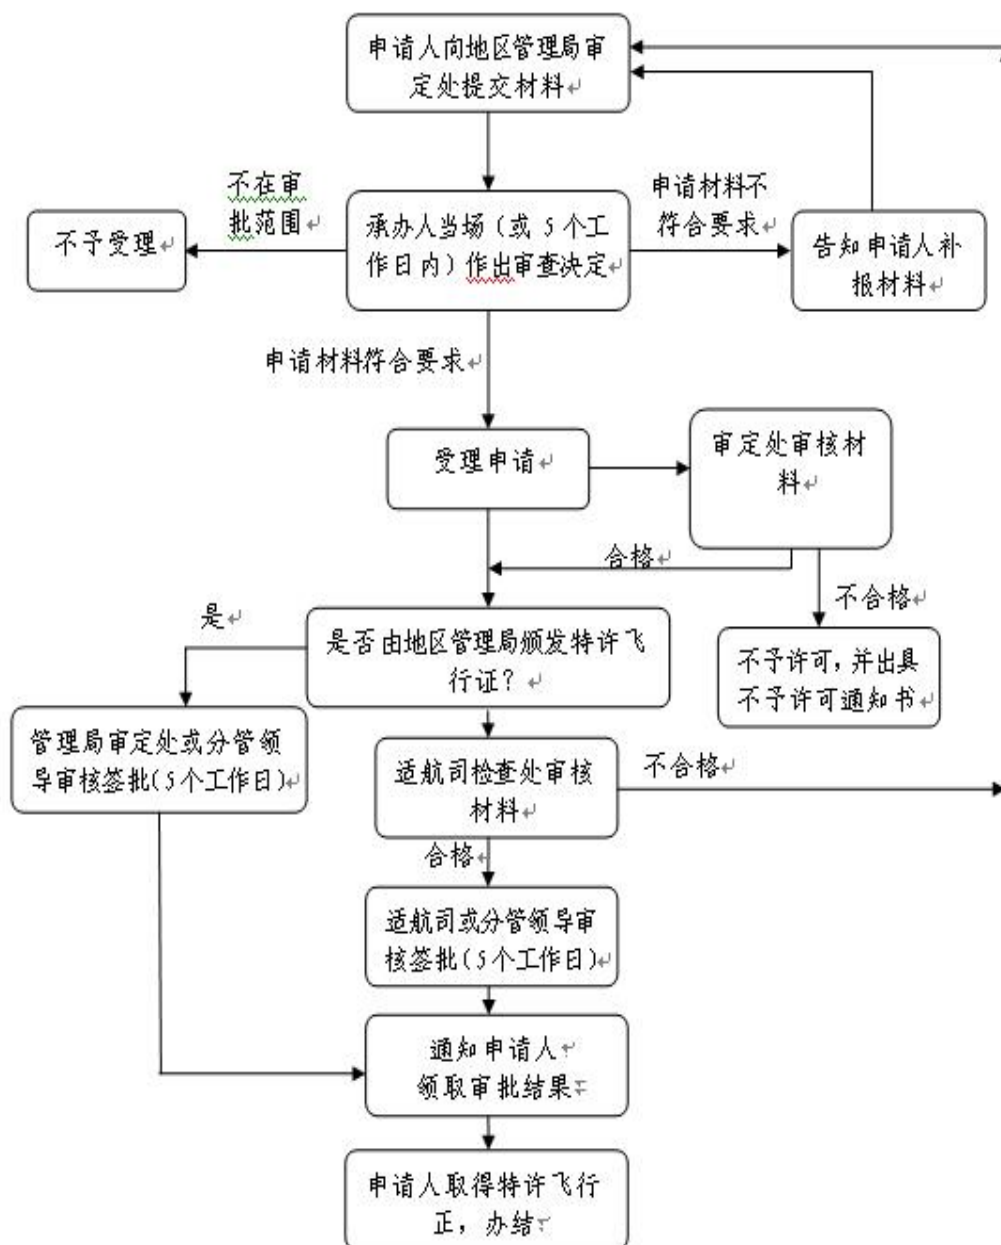 申请人向地区管理局审
定处提交材料
不在审
批范围
申请材料不
符合要求
不予受理
承办人当场（或 5 个工
作日内）作出审查决定
告知申请人补
报材料
申请材料符合要求
受理申请
审定处审核材
料
合格
不合格
是
是否由地区管理局颁发特许飞
行证？
不予许可，并出具
不予许可通知书
管理局审定处或分管领
导审核签批（5个工作日）
适航司检查处审核
材料
不合格
合格
适航司或分管领导审
核签批（5个工作日）
通知申请人
领取审批结果
申请人取得特许飞行
正，办结